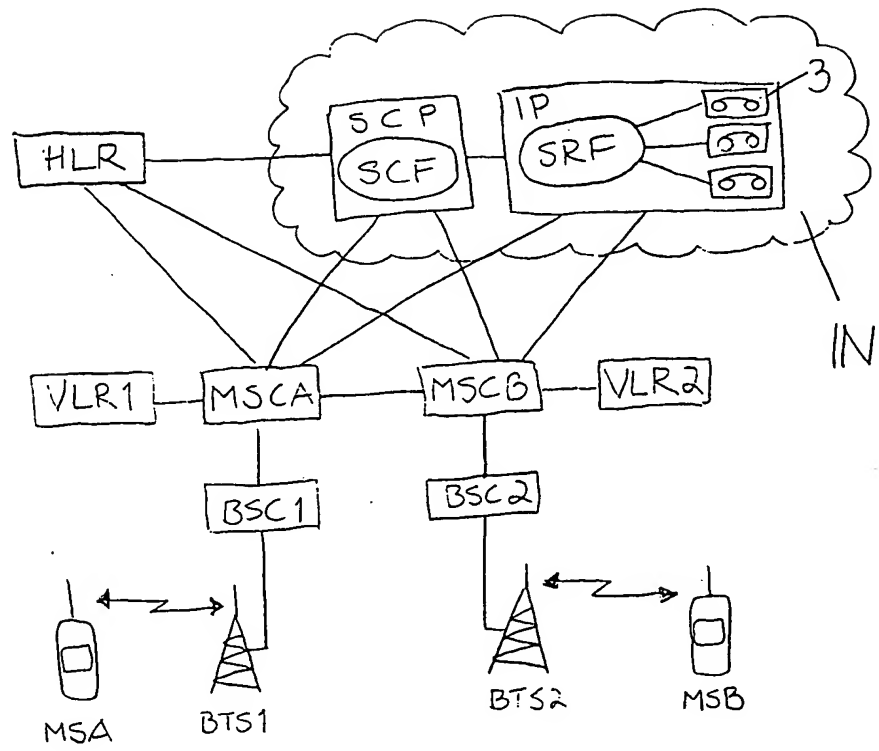 3
SCP
IP
SCF
SRF
HLR
IN
VLR1
MSCA
MSCB
VLR2
BSC1
BSC2
MSA
BTS1
BTS2
MSB